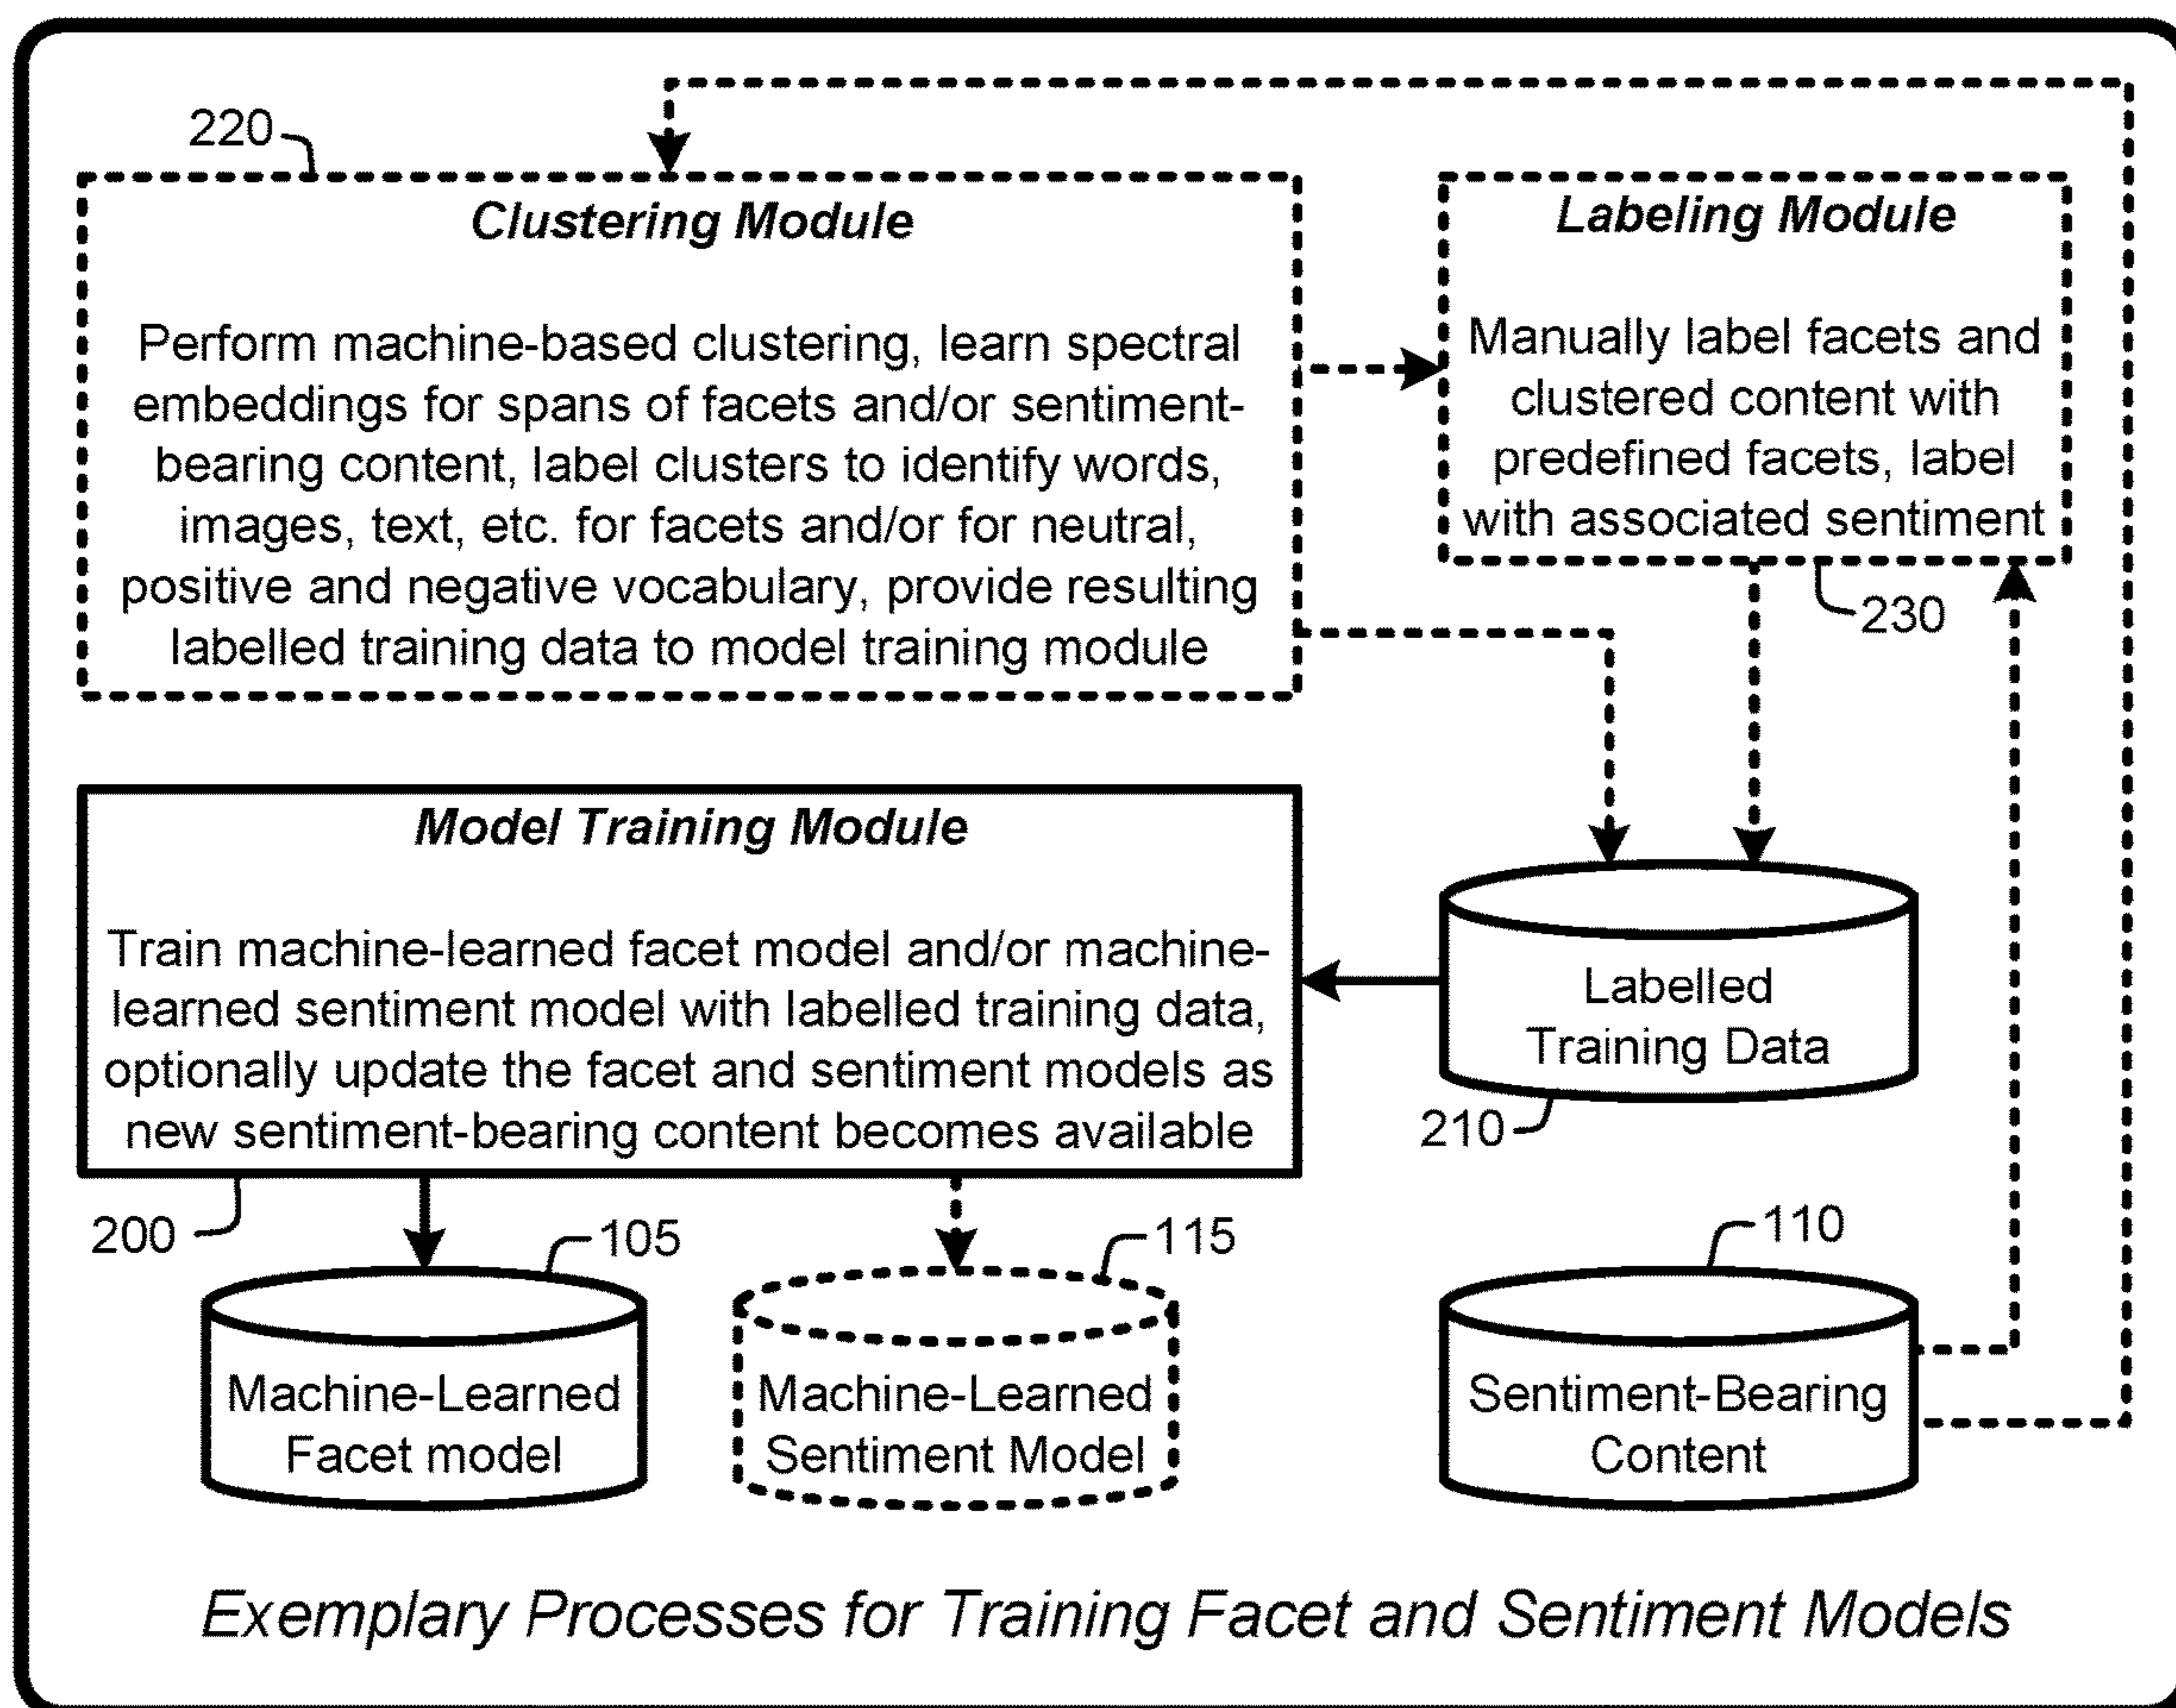 220
Clustering Module
Perform machine-based clustering, learn spectral
embeddings for spans of facets and/or sentiment-
bearing content, label clusters to identify words,
images, text, etc. for facets and/or for neutral,
positive and negative vocabulary, provide resulting
labelled training data to model training module
Labeling Module
Manually label facets and
clustered content with
predefined facets, label
with associated sentiment
230
Model Training Module
Train machine-learned facet model and/or machine-
learned sentiment model with labelled training data,
optionally update the facet and sentiment models as
new sentiment-bearing content becomes available
Labelled
Training Data
210
200
105
115
110
Machine-Learned
Facet model
Machine-Learned
Sentiment Model
Sentiment-Bearing
Content
Exemplary Processes for Training Facet and Sentiment Models